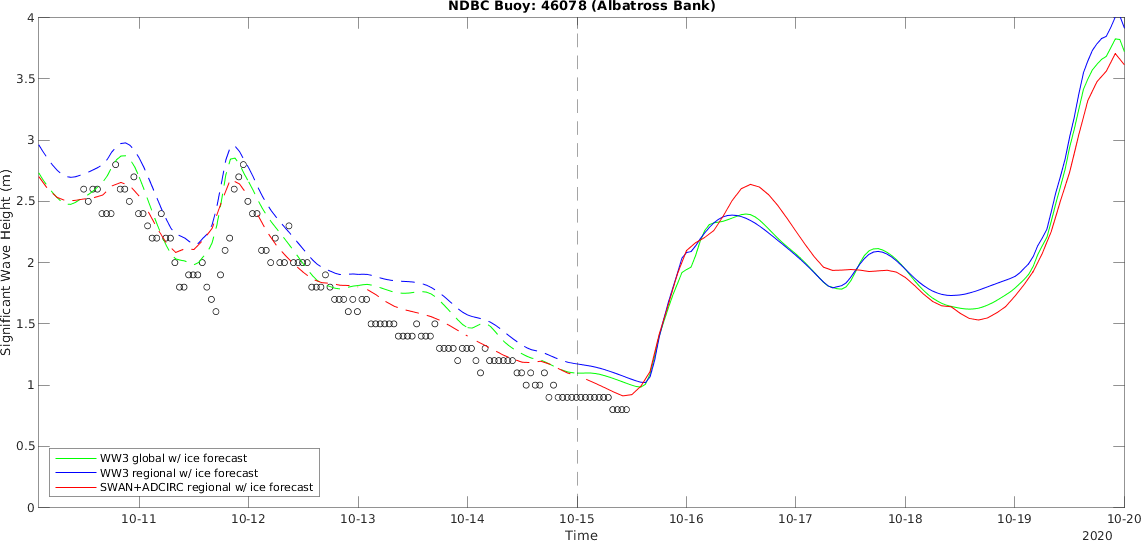 NDBC Buoy: 46078 (Albatross Bank)
4
3.5
3
2.5
2
1.5
1
0.5
0
Significant Wave Height (m)
WW3 global w/ ice forecast
WW3 regional w/ ice forecast
SWAN+ADCIRC regional w/ ice forecast
10-11 10-12 10-13 10-14 10-15 10-16 10-17 10-18 10-19 10-20
Time
2020